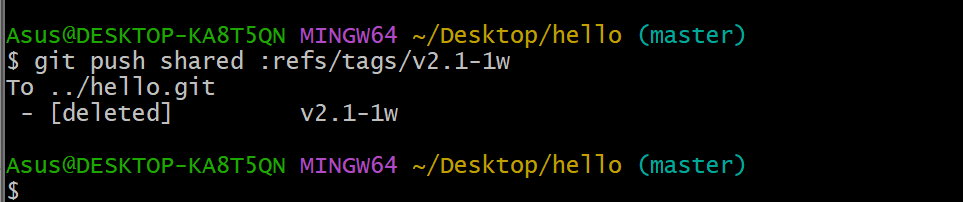 Asus@DESKTOP-KA8T5QN MINGW64 ~/Desktop/hello (master)
$ git push shared :refs/tags/v2.1-1w
To ../hello.git
 - [deleted]         v2.1-1w
Asus@DESKTOP-KA8T5QN MINGW64 ~/Desktop/hello (master)
$